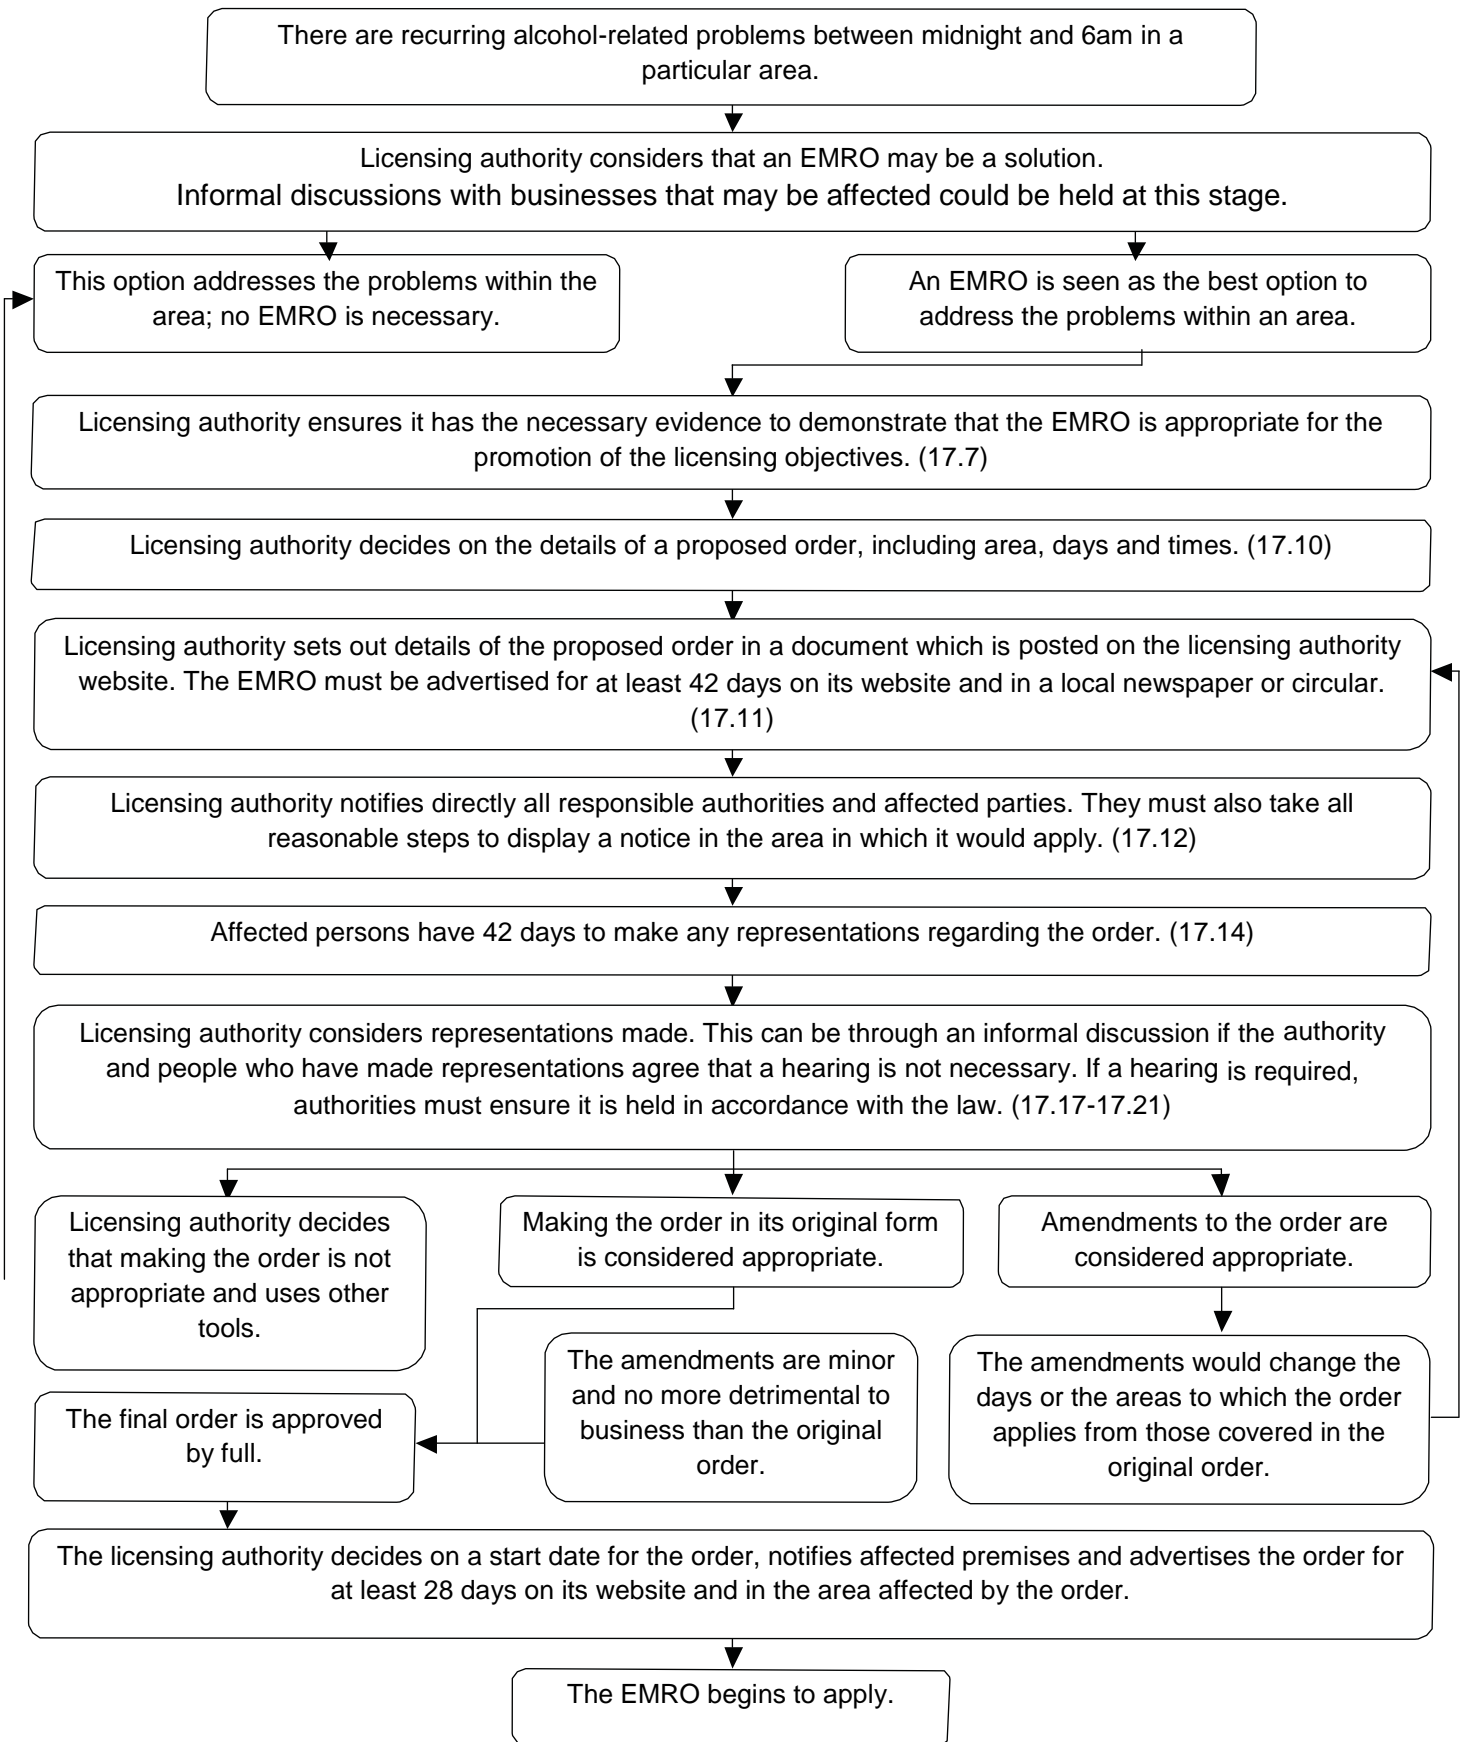 There are recurring alcohol-related problems between midnight and 6am in a
particular area.
Licensing authority considers that an EMRO may be a solution.
Informal discussions with businesses that may be affected could be held at this stage.
This option addresses the problems within the
area; no EMRO is necessary.
An EMRO is seen as the best option to
address the problems within an area.
Licensing authority ensures it has the necessary evidence to demonstrate that the EMRO is appropriate for the
promotion of the licensing objectives. (17.7)
Licensing authority decides on the details of a proposed order, including area, days and times. (17.10)
Licensing authority sets out details of the proposed order in a document which is posted on the licensing authority
website. The EMRO must be advertised for at least 42 days on its website and in a local newspaper or circular.
(17.11)
Licensing authority notifies directly all responsible authorities and affected parties. They must also take all
reasonable steps to display a notice in the area in which it would apply. (17.12)
Affected persons have 42 days to make any representations regarding the order. (17.14)
Licensing authority considers representations made. This can be through an informal discussion if the authority
and people who have made representations agree that a hearing is not necessary. If a hearing is required,
authorities must ensure it is held in accordance with the law. (17.17-17.21)
Licensing authority decides
that making the order is not
appropriate and uses other
tools.
Making the order in its original form
is considered appropriate.
Amendments to the order are
considered appropriate.
The amendments are minor
and no more detrimental to
business than the original
order.
The amendments would change the
days or the areas to which the order
applies from those covered in the
original order.
The final order is approved
by full.
The licensing authority decides on a start date for the order, notifies affected premises and advertises the order for
at least 28 days on its website and in the area affected by the order.
The EMRO begins to apply.